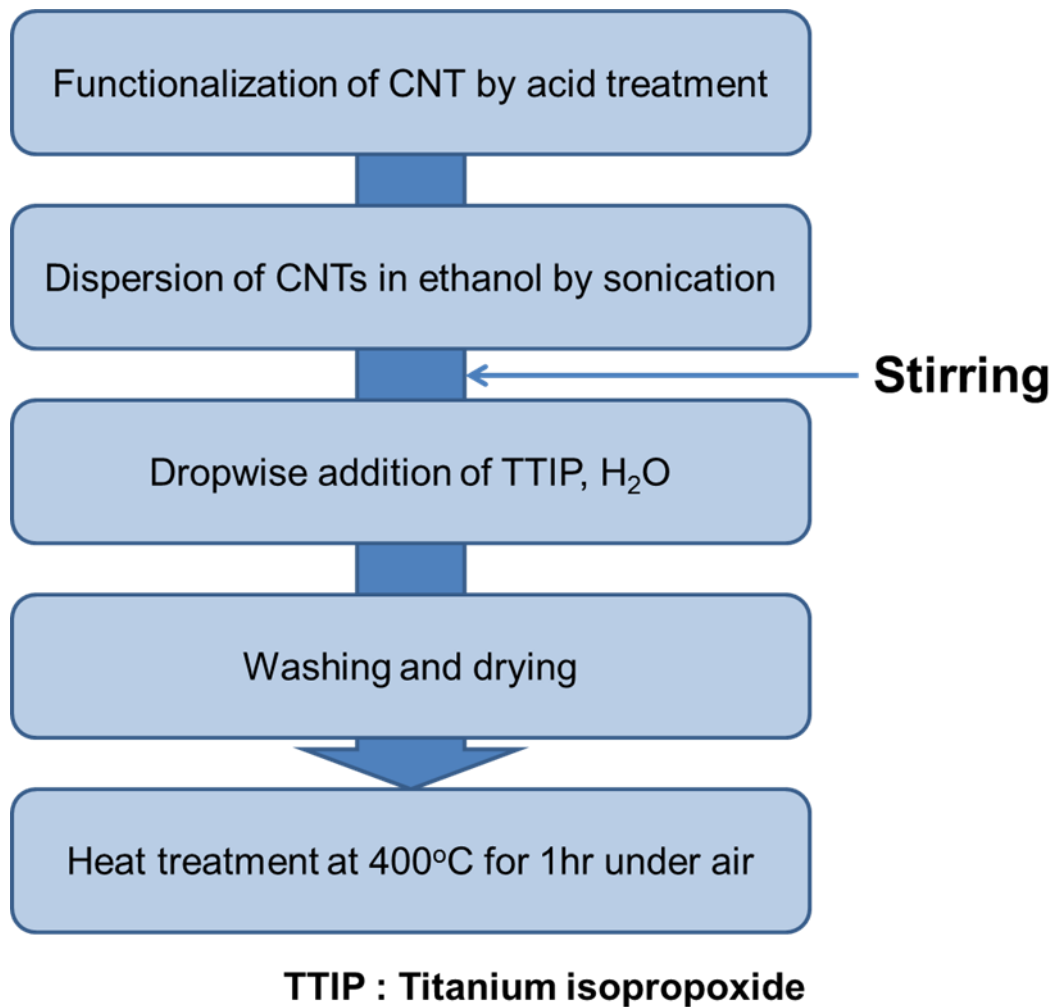 Functionalization of CNT by acid treatment
Dispersion of CNTs in ethanol by sonication
Stirring
Dropwise addition of TTIP, H₂O
Washing and drying
Heat treatment at 400ºC for 1hr under air
TTIP : Titanium isopropoxide